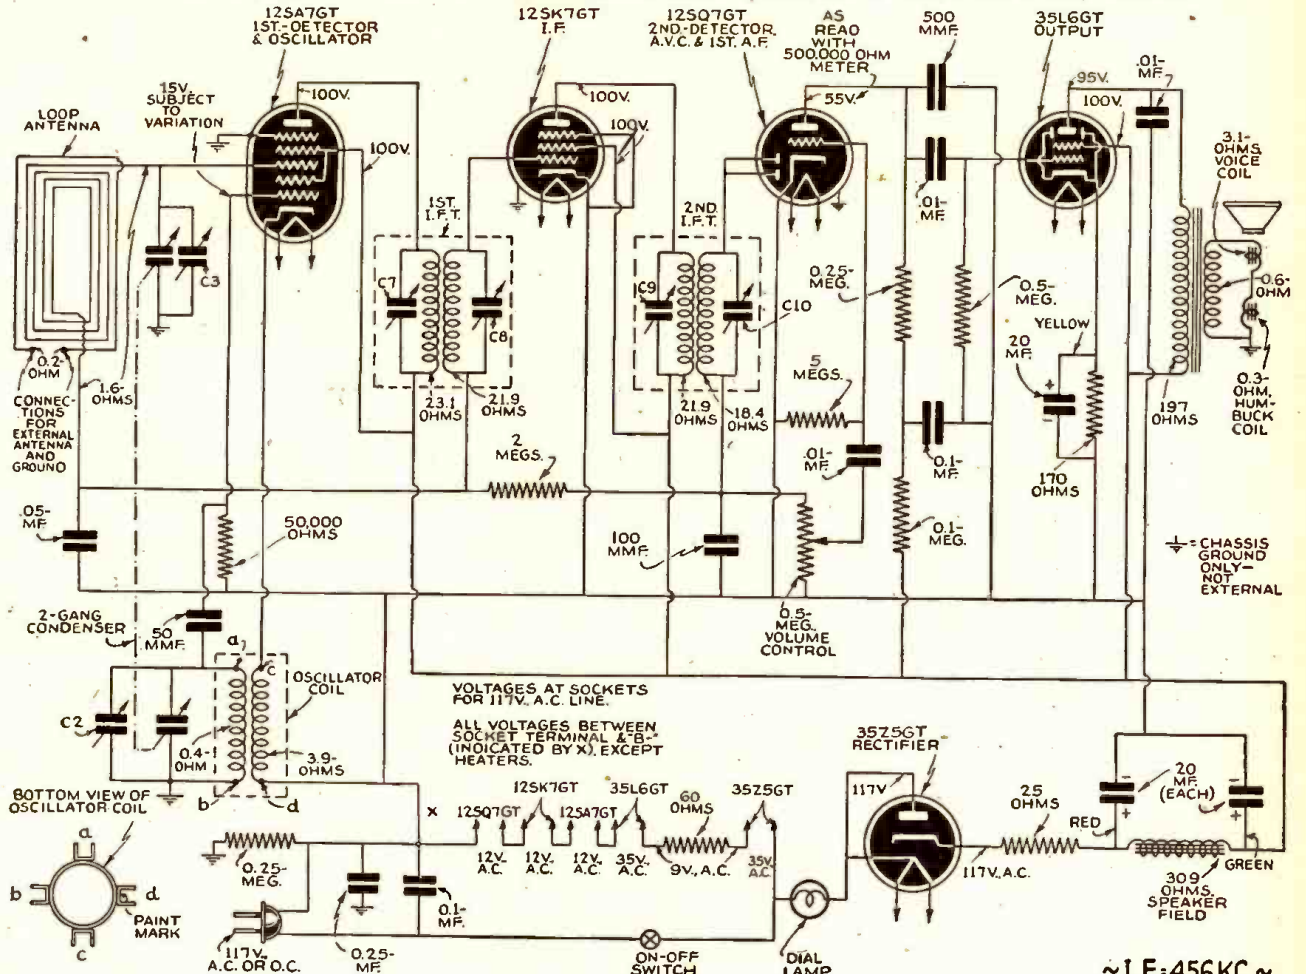 12SA7GT
1ST.-DETECTOR
& OSCILLATOR
12SK7GT
I.F.
12SQ7GT
2ND.-DETECTOR,
A.V.C. & 1ST. A.F.
AS
READ
WITH
500,000 OHM
METER
500
MMF.
35L6GT
OUTPUT
.01-
MF.
15V.
SUBJECT
TO
VARIATION
LOOP
ANTENNA
100V.
100V.
100V.
100V.
55V.
95V.
100V.
3.1-
OHMS
VOICE
COIL
.01-
MF.
1ST.
I.F.T.
2ND.
I.F.T.
C3
C7
C8
C9
C10
0.25-
MEG.
0.5-
MEG.
0.6-
OHM
YELLOW
20
MF.
+
-
0.2-
OHM
CONNEC-
TIONS
FOR
EXTERNAL
ANTENNA
AND
GROUND
1.6-
OHMS
23.1
OHMS
21.9
OHMS
21.9
OHMS
18.4
OHMS
5
MEGS.
197
OHMS
0.3-
OHM,
HUM-
BUCK
COIL
2
MEGS.
.01-
MF.
0.1-
MF.
170
OHMS
.05-
MF.
50,000
OHMS
100
MMF.
0.1-
MEG.
= CHASSIS
GROUND
ONLY-
NOT
EXTERNAL
2-GANG
CONDENSER
50
MMF.
0.5-
MEG.
VOLUME
CONTROL
a
c
OSCILLATOR
COIL
VOLTAGES AT SOCKETS
FOR 117V., A.C. LINE.
ALL VOLTAGES BETWEEN
SOCKET TERMINAL & "B-"
(INDICATED BY X), EXCEPT
HEATERS.
C2
0.4-
OHM
3.9-
OHMS
b
d
35Z5GT
RECTIFIER
117V.
25
OHMS
20
MF.
(EACH)
-
+
-
+
RED
GREEN
BOTTOM VIEW OF
OSCILLATOR COIL
a
b
d
c
PAINT
MARK
X
12SQ7GT
12SK7GT
12SA7GT
35L6GT
60
OHMS
35Z5GT
12V.,
A.C.
12V.,
A.C.
12V.,
A.C.
35V.,
A.C.
9V., A.C.
35V.,
A.C.
117V., A.C.
309
OHMS,
SPEAKER
FIELD
0.25-
MEG.
0.1-
MF.
0.25-
MF.
117V.,
A.C. OR D.C.
ON-OFF
SWITCH
DIAL
LAMP
~I.F.=456KC.~